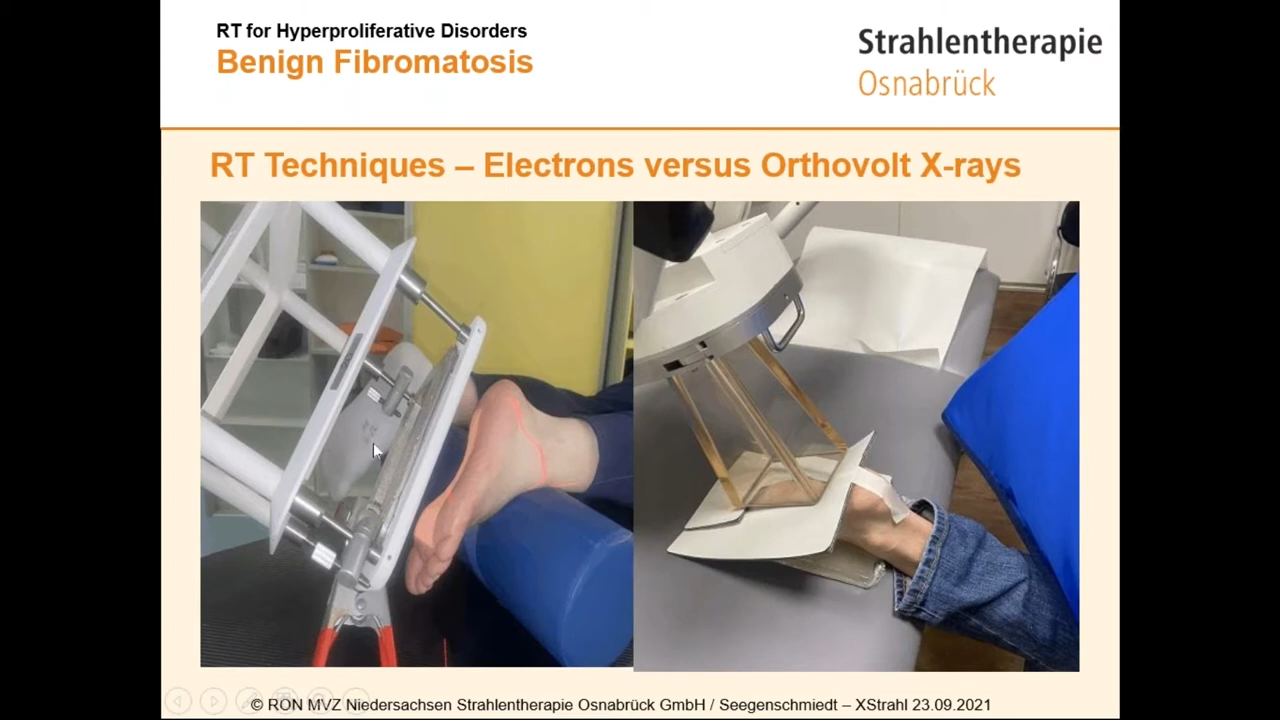 RT for Hyperproliferative Disorders
Benign Fibromatosis
Strahlentherapie
Osnabrück
RT Techniques – Electrons versus Orthovolt X-rays
© RON MVZ Niedersachsen Strahlentherapie Osnabrück GmbH / Seegenschmiedt – XStrahl 23.09.2021